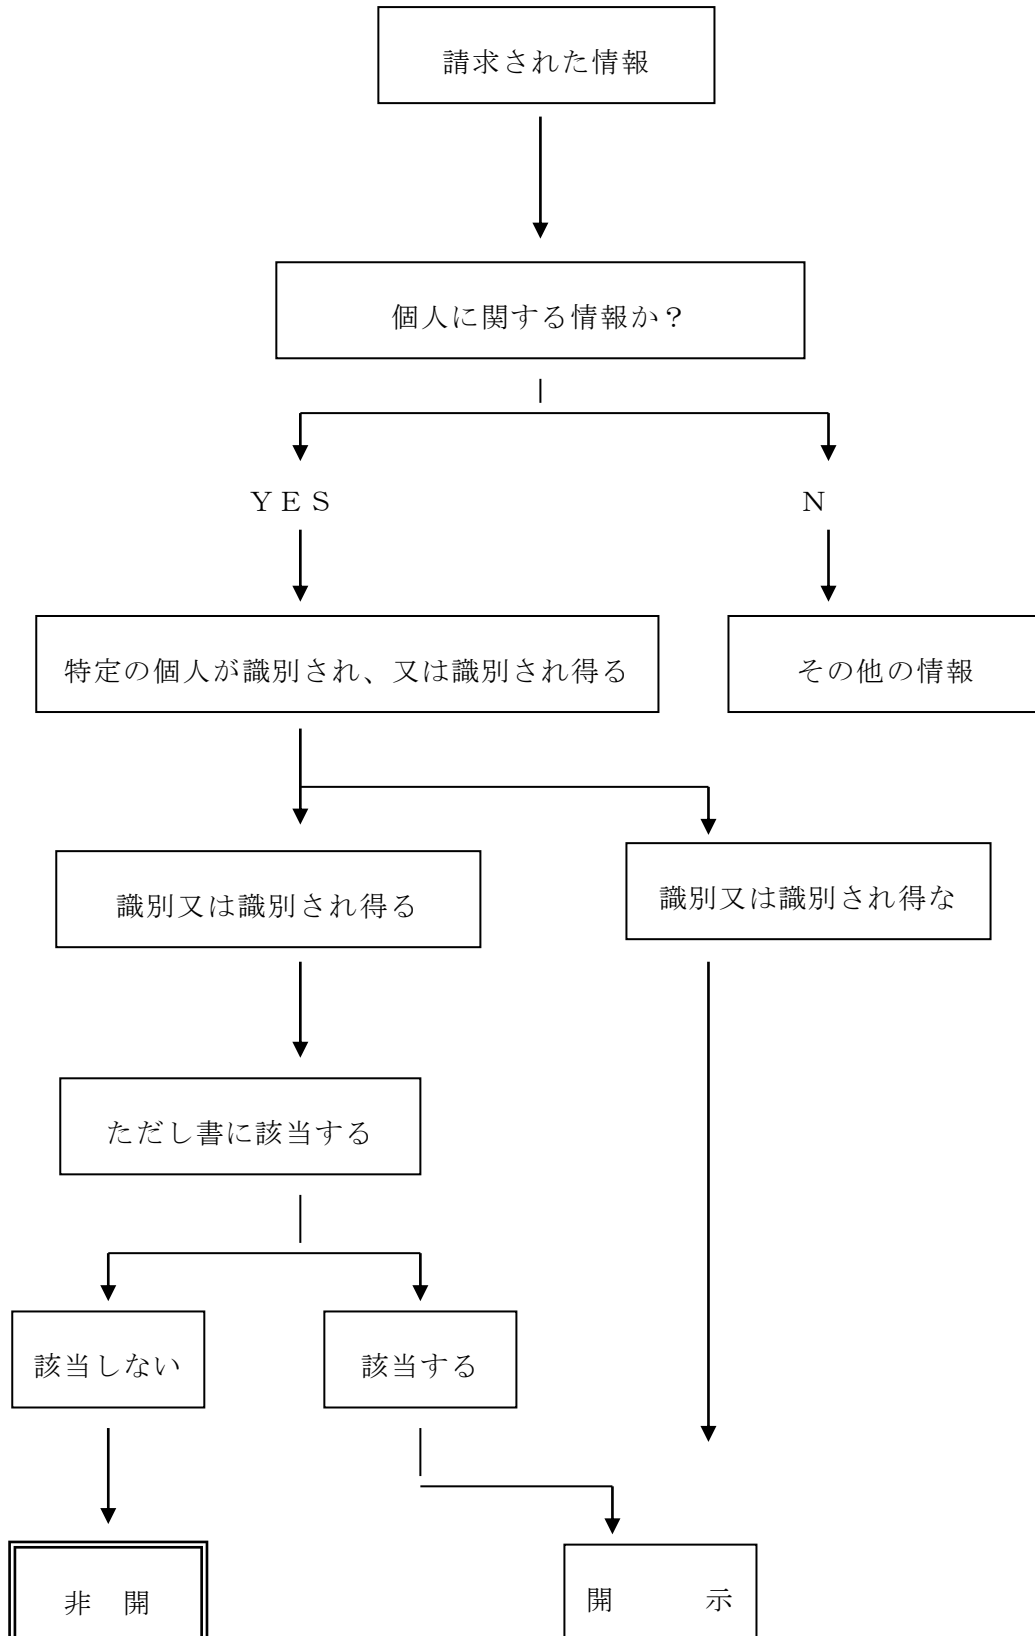 請求された情報
個人に関する情報か？
ＹＥＳ
Ｎ
特定の個人が識別され、又は識別され得る
その他の情報
識別又は識別され得る
識別又は識別され得な
ただし書に該当する
該当しない
該当する
非　開
開　　　示